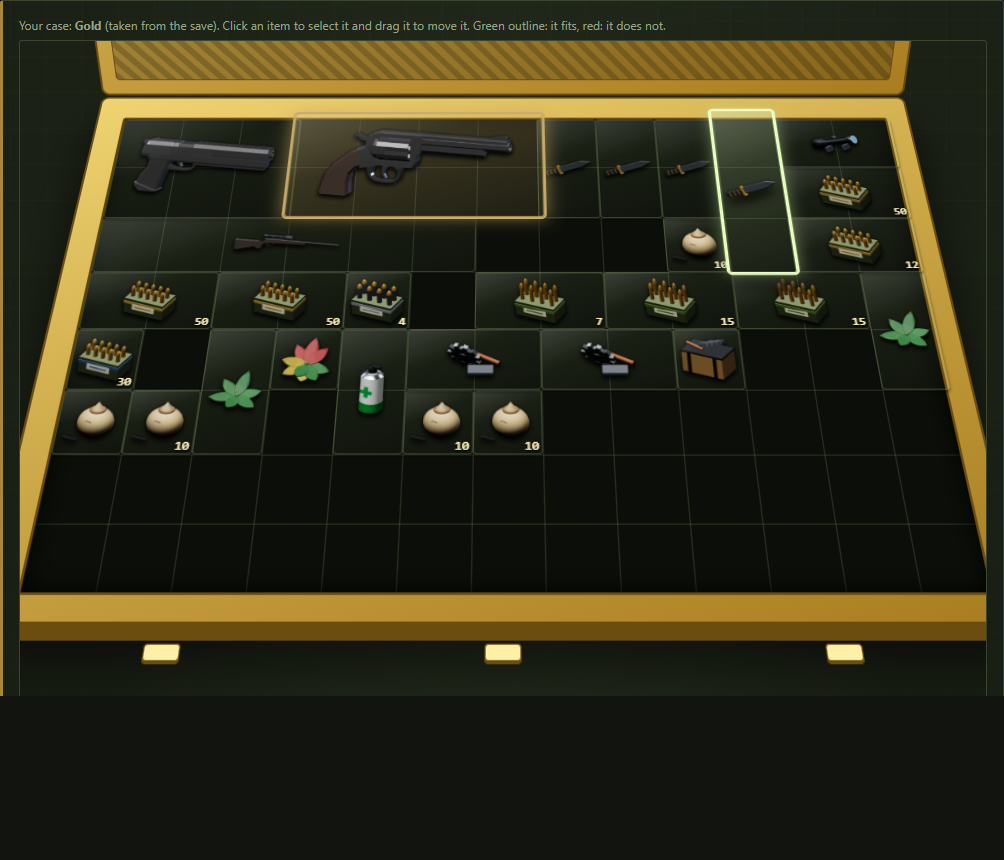 Your case: Gold (taken from the save). Click an item to select it and drag it to move it. Green outline: it fits, red: it does not.
50
10 12
50 50 4 7 15 15
30
10 10 10